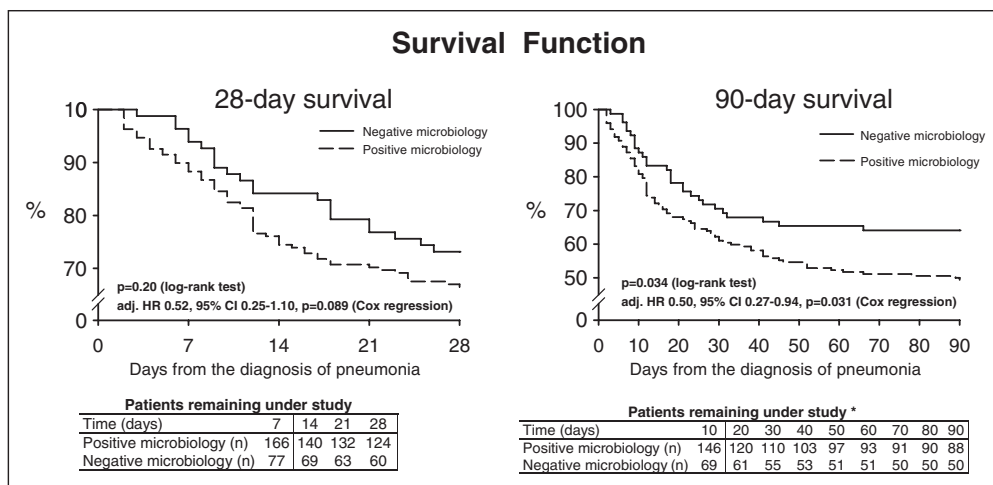 Survival Function
28-day survival
10
90
80
70
0
%
Negative microbiology
Positive microbiology
p=0.20 (log-rank test)
adj. HR 0.52, 95% CI 0.25-1.10, p=0.089 (Cox regression)
0 7 14 21 28
Days from the diagnosis of pneumonia
Patients remaining under study
Time (days) 7 14 21 28
Positive microbiology (n) 166 140 132 124
Negative microbiology (n) 77 69 63 60
90-day survival
100
90
80
70
60
50
0
%
Negative microbiology
Positive microbiology
p=0.034 (log-rank test)
adj. HR 0.50, 95% CI 0.27-0.94, p=0.031 (Cox regression)
0 10 20 30 40 50 60 70 80 90
Days from the diagnosis of pneumonia
Patients remaining under study *
Time (days) 10 20 30 40 50 60 70 80 90
Positive microbiology (n) 146 120 110 103 97 93 91 90 88
Negative microbiology (n) 69 61 55 53 51 51 50 50 50